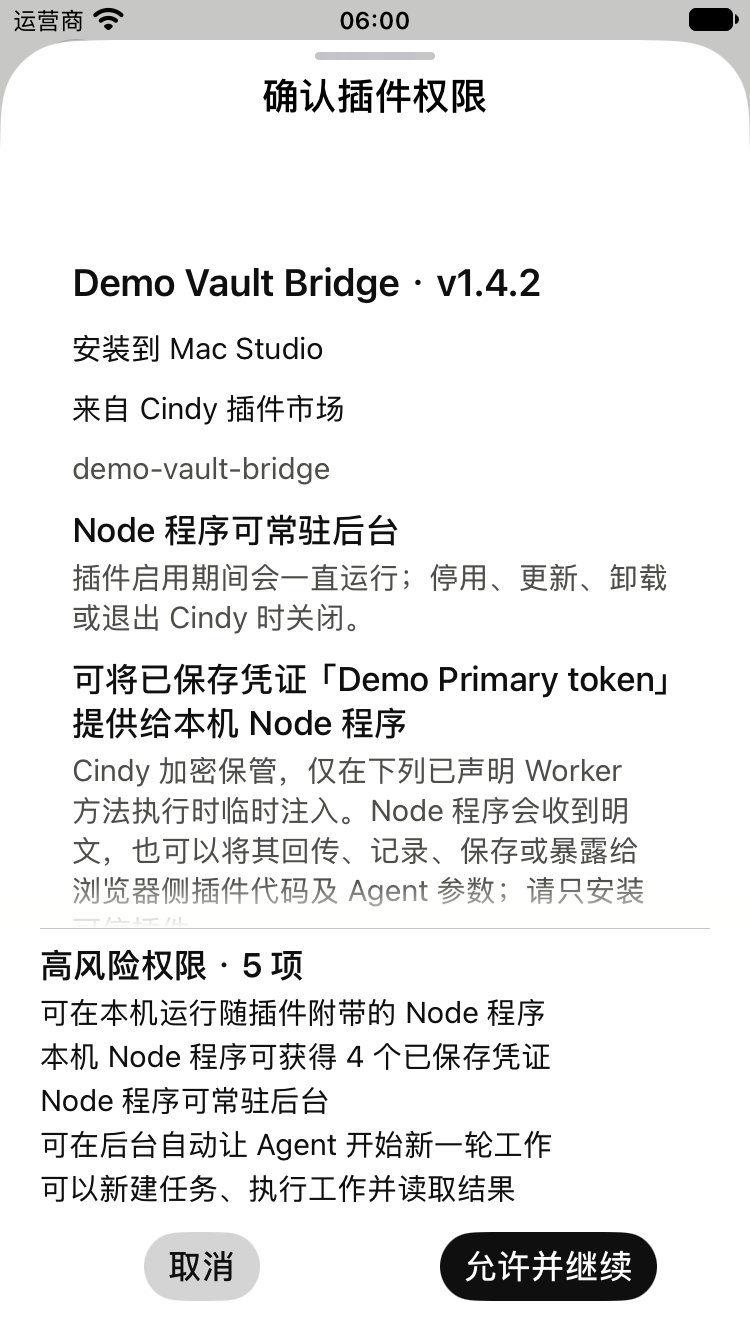 运营商
06:00
确认插件权限
Demo Vault Bridge · v1.4.2
安装到 Mac Studio
来自 Cindy 插件市场
demo-vault-bridge
Node 程序可常驻后台
插件启用期间会一直运行；停用、更新、卸载
或退出 Cindy 时关闭。
可将已保存凭证「Demo Primary token」
提供给本机 Node 程序
Cindy 加密保管，仅在下列已声明 Worker
方法执行时临时注入。Node 程序会收到明
文，也可以将其回传、记录、保存或暴露给
浏览器侧插件代码及 Agent 参数；请只安装
高风险权限 · 5 项
可在本机运行随插件附带的 Node 程序
本机 Node 程序可获得 4 个已保存凭证
Node 程序可常驻后台
可在后台自动让 Agent 开始新一轮工作
可以新建任务、执行工作并读取结果
取消
允许并继续